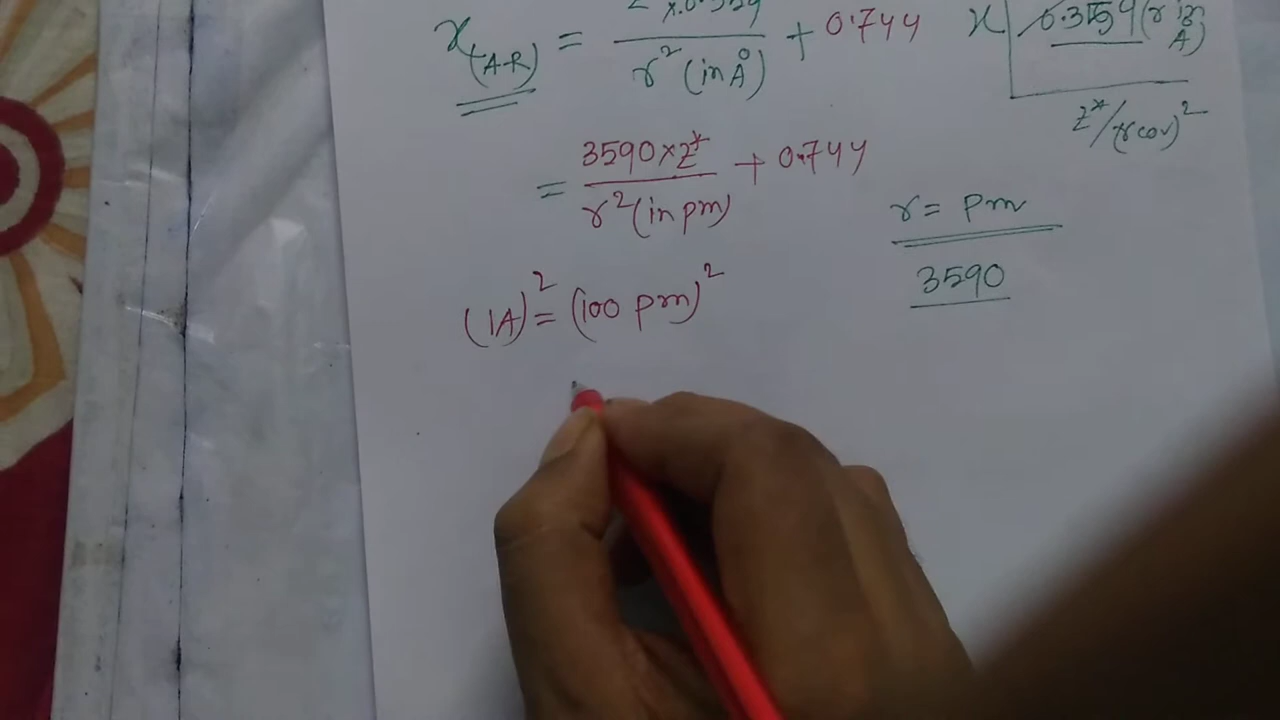 χ(A-R) = Z* × 0.359 / r² (in Å) + 0.744
χ 0.359 (r in Å)
Z*/(r cov)²
= 3590 × Z* / r² (in pm) + 0.744
r = pm
3590
(1A)² = (100 pm)²